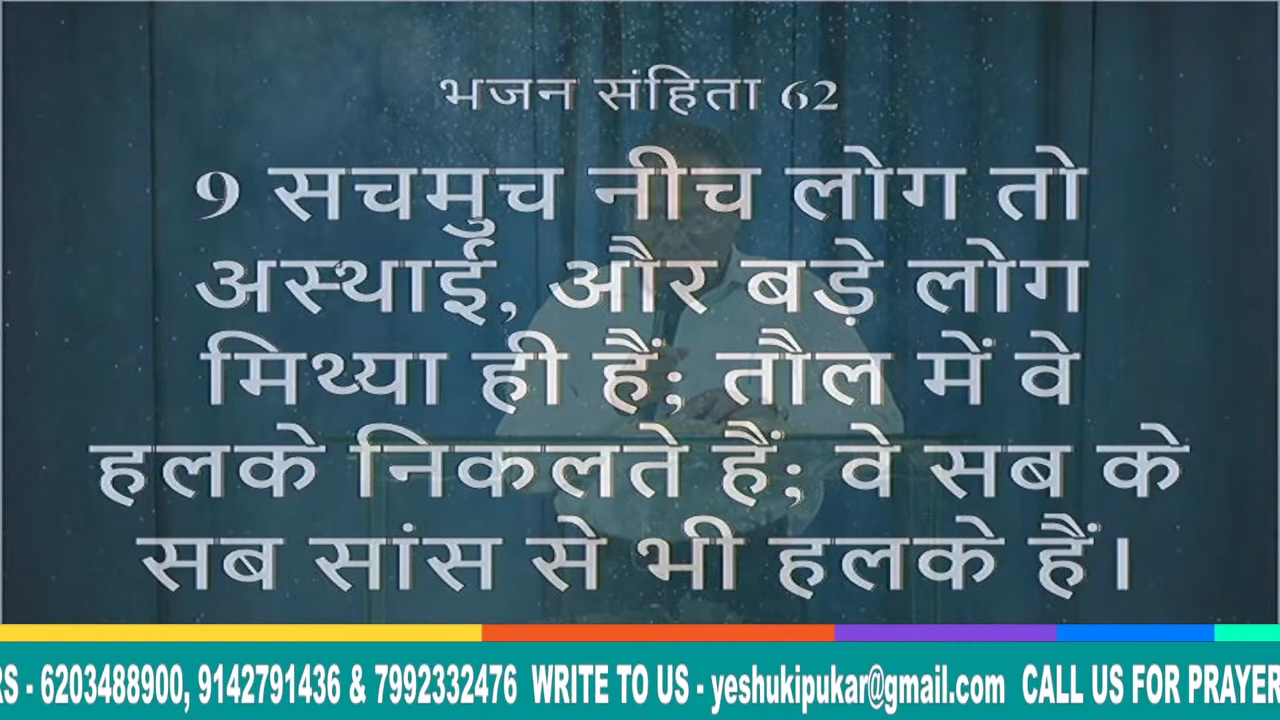 भजन संहिता 62
9 सचमुच नीच लोग तो
अस्थाई, और बड़े लोग
मिथ्या ही हैं; तौल में वे
हलके निकलते हैं; वे सब के
सब सांस से भी हलके हैं।
RS - 6203488900, 9142791436 & 7992332476 WRITE TO US - yeshukipukar@gmail.com CALL US FOR PRAYER